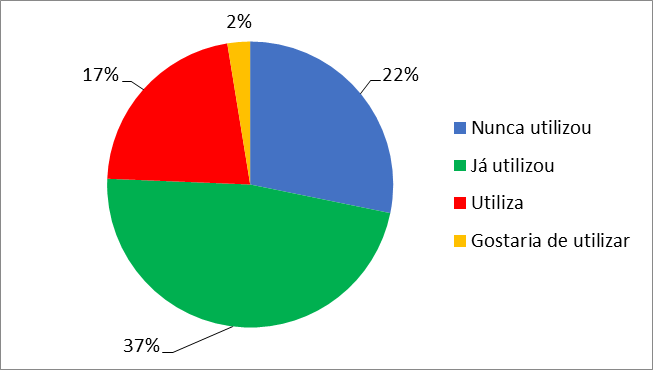 2%
17%
22%
Nunca utilizou
Já utilizou
Utiliza
Gostaria de utilizar
37%